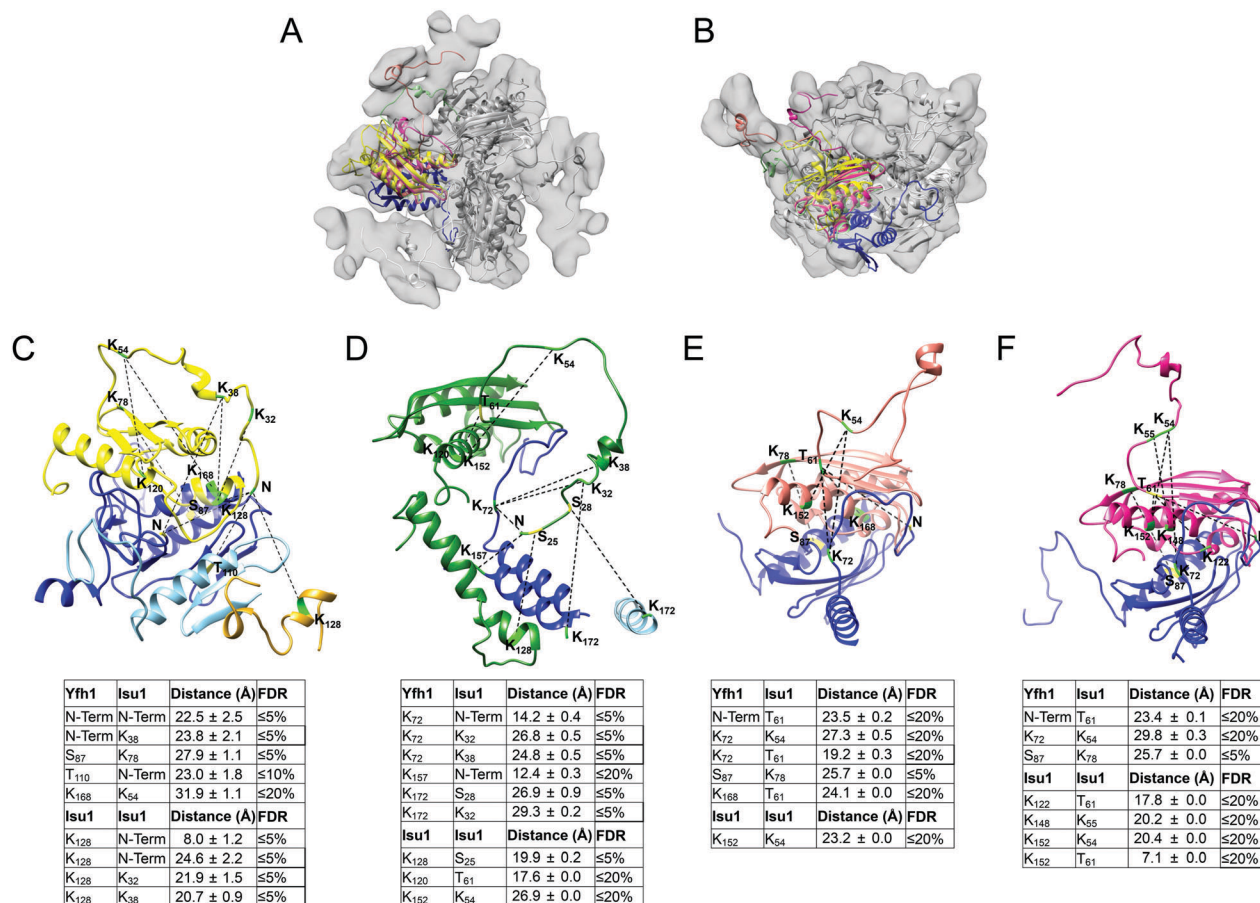 A
B
C
K54
K78
K38
K32
K120
K168
S87
K128
N
N
T110
K128
D
K54
T61
K120
K152
K38
K32
K72
S28
N
S25
K157
K172
K128
K172
E
K54
K78
T61
K152
K168
N
S87
K72
F
K55
K54
K78
T61
K152
K148
K122
K72
S87
Yfh1 Isu1 Distance (Å) FDR
N-Term N-Term 22.5 ± 2.5 ≤5%
N-Term K38 23.8 ± 2.1 ≤5%
S87 K78 27.9 ± 1.1 ≤5%
T110 N-Term 23.0 ± 1.8 ≤10%
K168 K54 31.9 ± 1.1 ≤20%
Isu1 Isu1 Distance (Å) FDR
K128 N-Term 8.0 ± 1.2 ≤5%
K128 N-Term 24.6 ± 2.2 ≤5%
K128 K32 21.9 ± 1.5 ≤5%
K128 K38 20.7 ± 0.9 ≤5%
Yfh1 Isu1 Distance (Å) FDR
K72 N-Term 14.2 ± 0.4 ≤5%
K72 K32 26.8 ± 0.5 ≤5%
K72 K38 24.8 ± 0.5 ≤5%
K157 N-Term 12.4 ± 0.3 ≤20%
K172 S28 26.9 ± 0.9 ≤5%
K172 K32 29.3 ± 0.2 ≤5%
Isu1 Isu1 Distance (Å) FDR
K128 S25 19.9 ± 0.2 ≤5%
K120 T61 17.6 ± 0.0 ≤20%
K152 K54 26.9 ± 0.0 ≤20%
Yfh1 Isu1 Distance (Å) FDR
N-Term T61 23.5 ± 0.2 ≤20%
K72 K54 27.3 ± 0.5 ≤20%
K72 T61 19.2 ± 0.3 ≤20%
S87 K78 25.7 ± 0.0 ≤5%
K168 T61 24.1 ± 0.0 ≤20%
Isu1 Isu1 Distance (Å) FDR
K152 K54 23.2 ± 0.0 ≤20%
Yfh1 Isu1 Distance (Å) FDR
N-Term T61 23.4 ± 0.1 ≤20%
K72 K54 29.8 ± 0.3 ≤20%
S87 K78 25.7 ± 0.0 ≤5%
Isu1 Isu1 Distance (Å) FDR
K122 T61 17.8 ± 0.0 ≤20%
K148 K55 20.2 ± 0.0 ≤20%
K152 K54 20.4 ± 0.0 ≤20%
K152 T61 7.1 ± 0.0 ≤20%